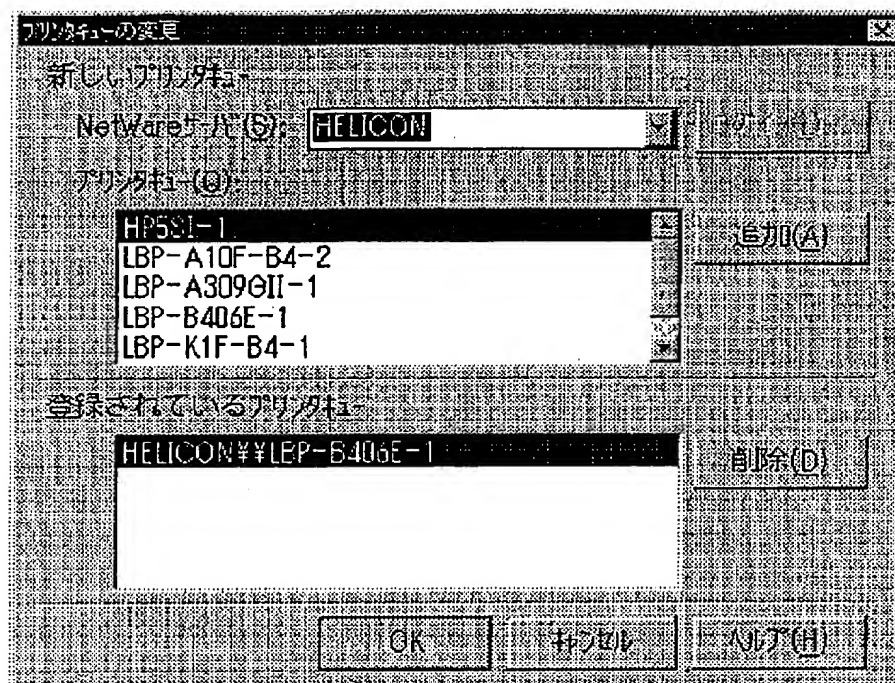 プリンタキューの変更
新しいプリンタキュー
NetWareサーバ(S): HELICON
プリンタキュー(Q):
HP5SI-1
追加(A)
LBP-A10F-B4-2
LBP-A309GII-1
LBP-B406E-1
LBP-K1F-B4-1
登録されているプリンタキュー
HELICON¥¥LBP-B406E-1
削除(D)
OK キャンセル ヘルプ(H)